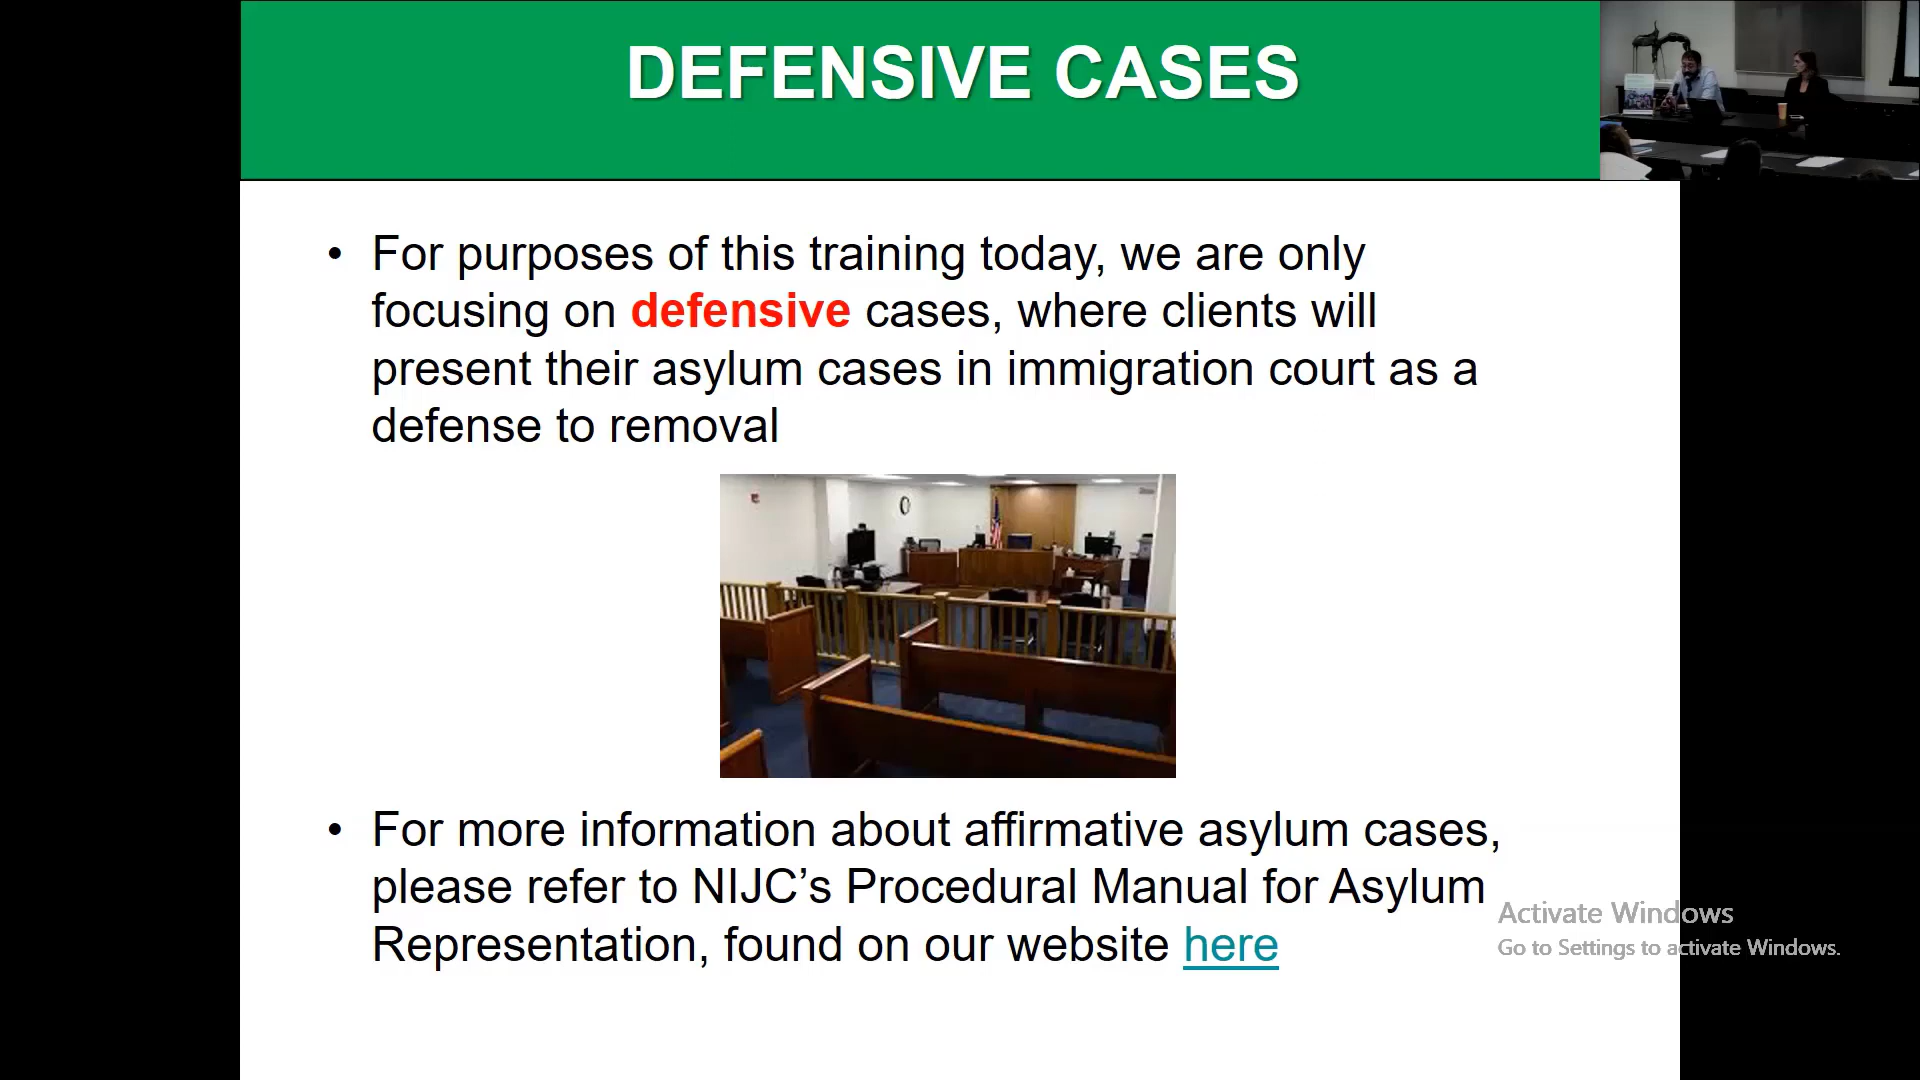 DEFENSIVE CASES
• For purposes of this training today, we are only
focusing on defensive cases, where clients will
present their asylum cases in immigration court as a
defense to removal
• For more information about affirmative asylum cases,
please refer to NIJC’s Procedural Manual for Asylum
Representation, found on our website here
Activate Windows
Go to Settings to activate Windows.